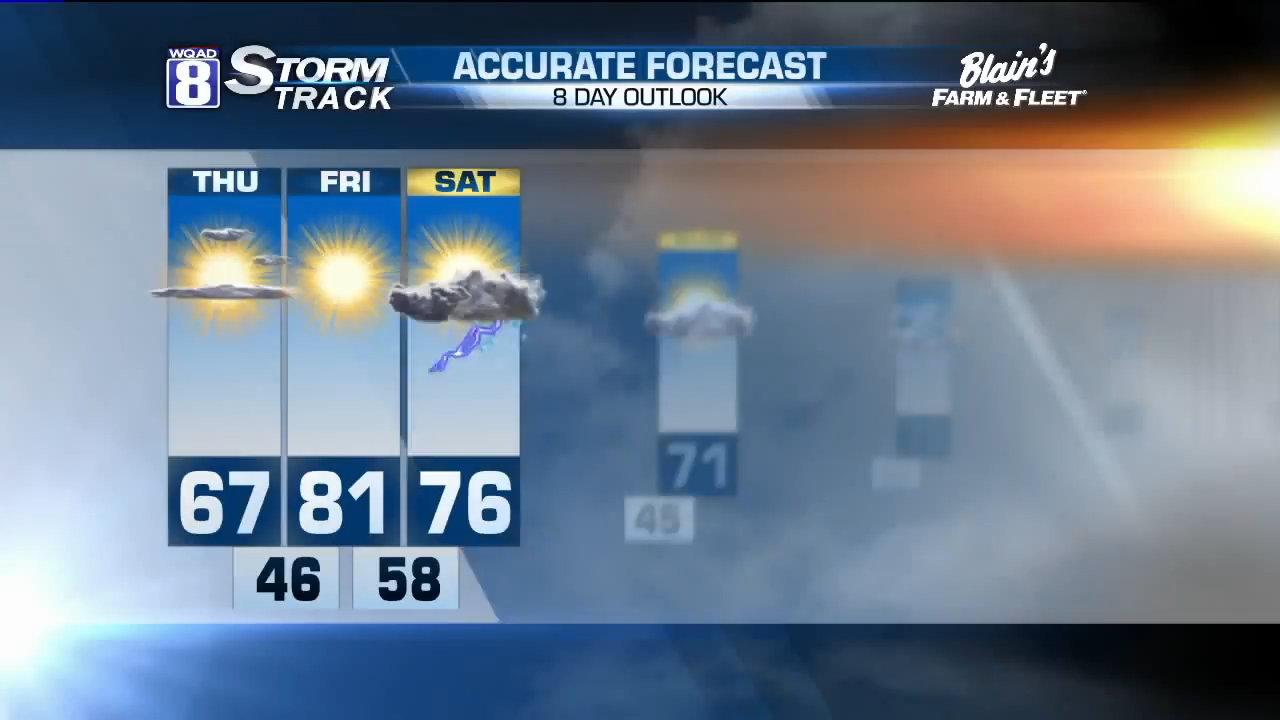 WQAD
8
STORM
TRACK
ACCURATE FORECAST
8 DAY OUTLOOK
Blain's
FARM & FLEET
THU FRI SAT
67 81 76 71
46 58 45